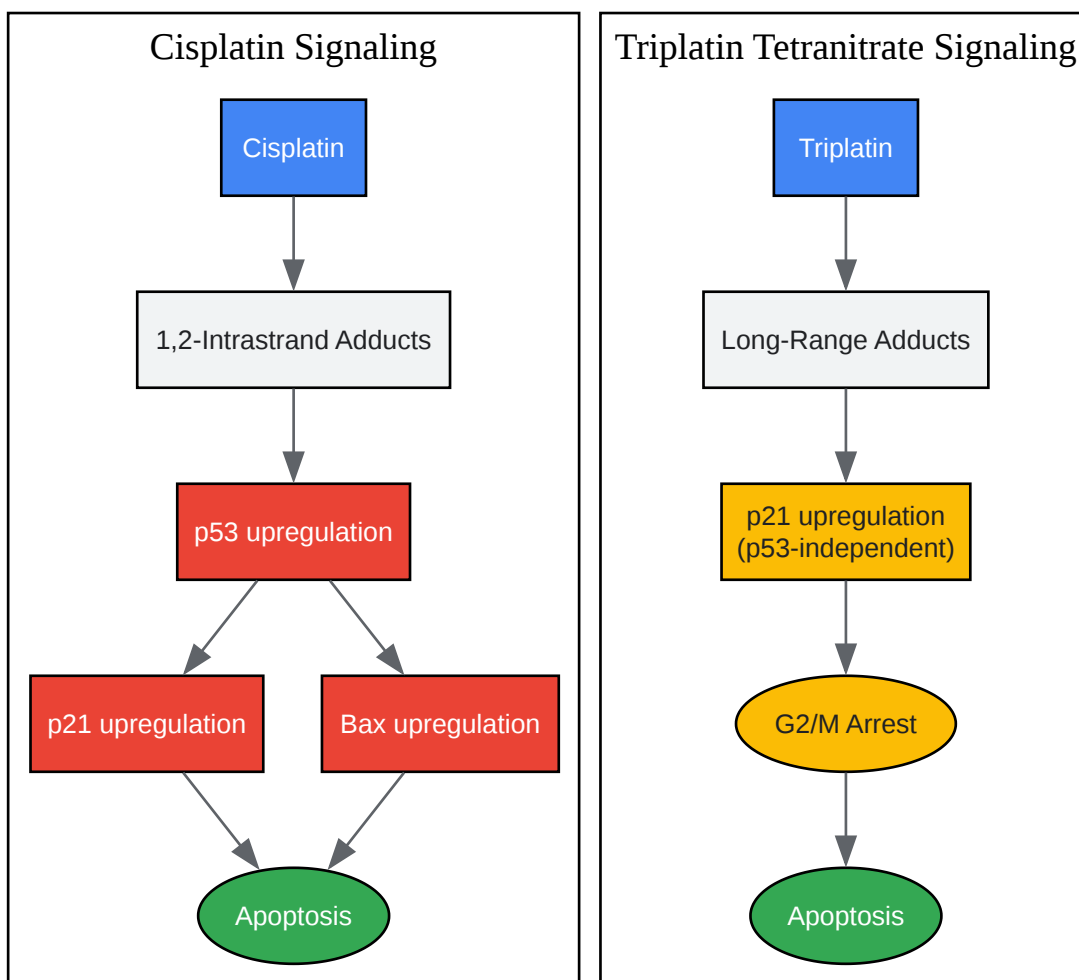 Cisplatin Signaling
Cisplatin
1,2-Intrastrand Adducts
p53 upregulation
p21 upregulation
Bax upregulation
Apoptosis
Triplatin Tetranitrate Signaling
Triplatin
Long-Range Adducts
p21 upregulation
(p53-independent)
G2/M Arrest
Apoptosis